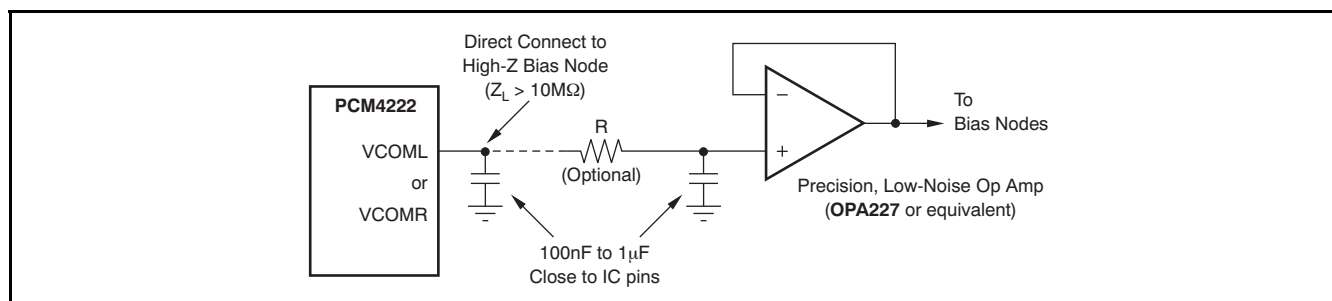 Direct Connect to
High-Z Bias Node
(ZL > 10MΩ)
PCM4222
VCOML
or
VCOMR
R
(Optional)
100nF to 1μF
Close to IC pins
−
+
To
Bias Nodes
Precision, Low-Noise Op Amp
(OPA227 or equivalent)